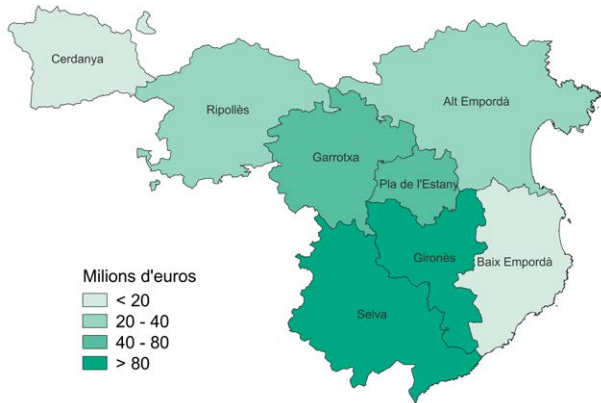 Cerdanya
Ripollès
Alt Empordà
Garrotxa
Pla de l'Estany
Gironès
Baix Empordà
Selva
Milions d'euros
< 20
20 - 40
40 - 80
> 80